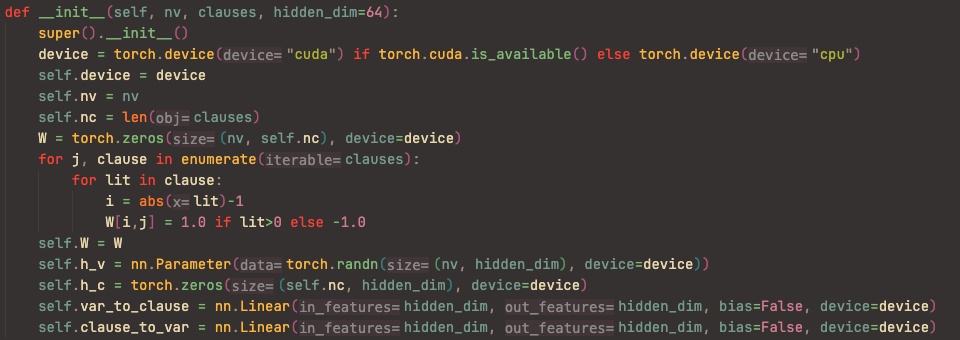 def __init__(self, nv, clauses, hidden_dim=64):
    super().__init__()
    device = torch.device(device="cuda") if torch.cuda.is_available() else torch.device(device="cpu")
    self.device = device
    self.nv = nv
    self.nc = len(obj=clauses)
    W = torch.zeros(size=(nv, self.nc), device=device)
    for j, clause in enumerate(iterable=clauses):
        for lit in clause:
            i = abs(x=lit)-1
            W[i,j] = 1.0 if lit>0 else -1.0
    self.W = W
    self.h_v = nn.Parameter(data=torch.randn(size=(nv, hidden_dim), device=device))
    self.h_c = torch.zeros(size=(self.nc, hidden_dim), device=device)
    self.var_to_clause = nn.Linear(in_features=hidden_dim, out_features=hidden_dim, bias=False, device=device)
    self.clause_to_var = nn.Linear(in_features=hidden_dim, out_features=hidden_dim, bias=False, device=device)